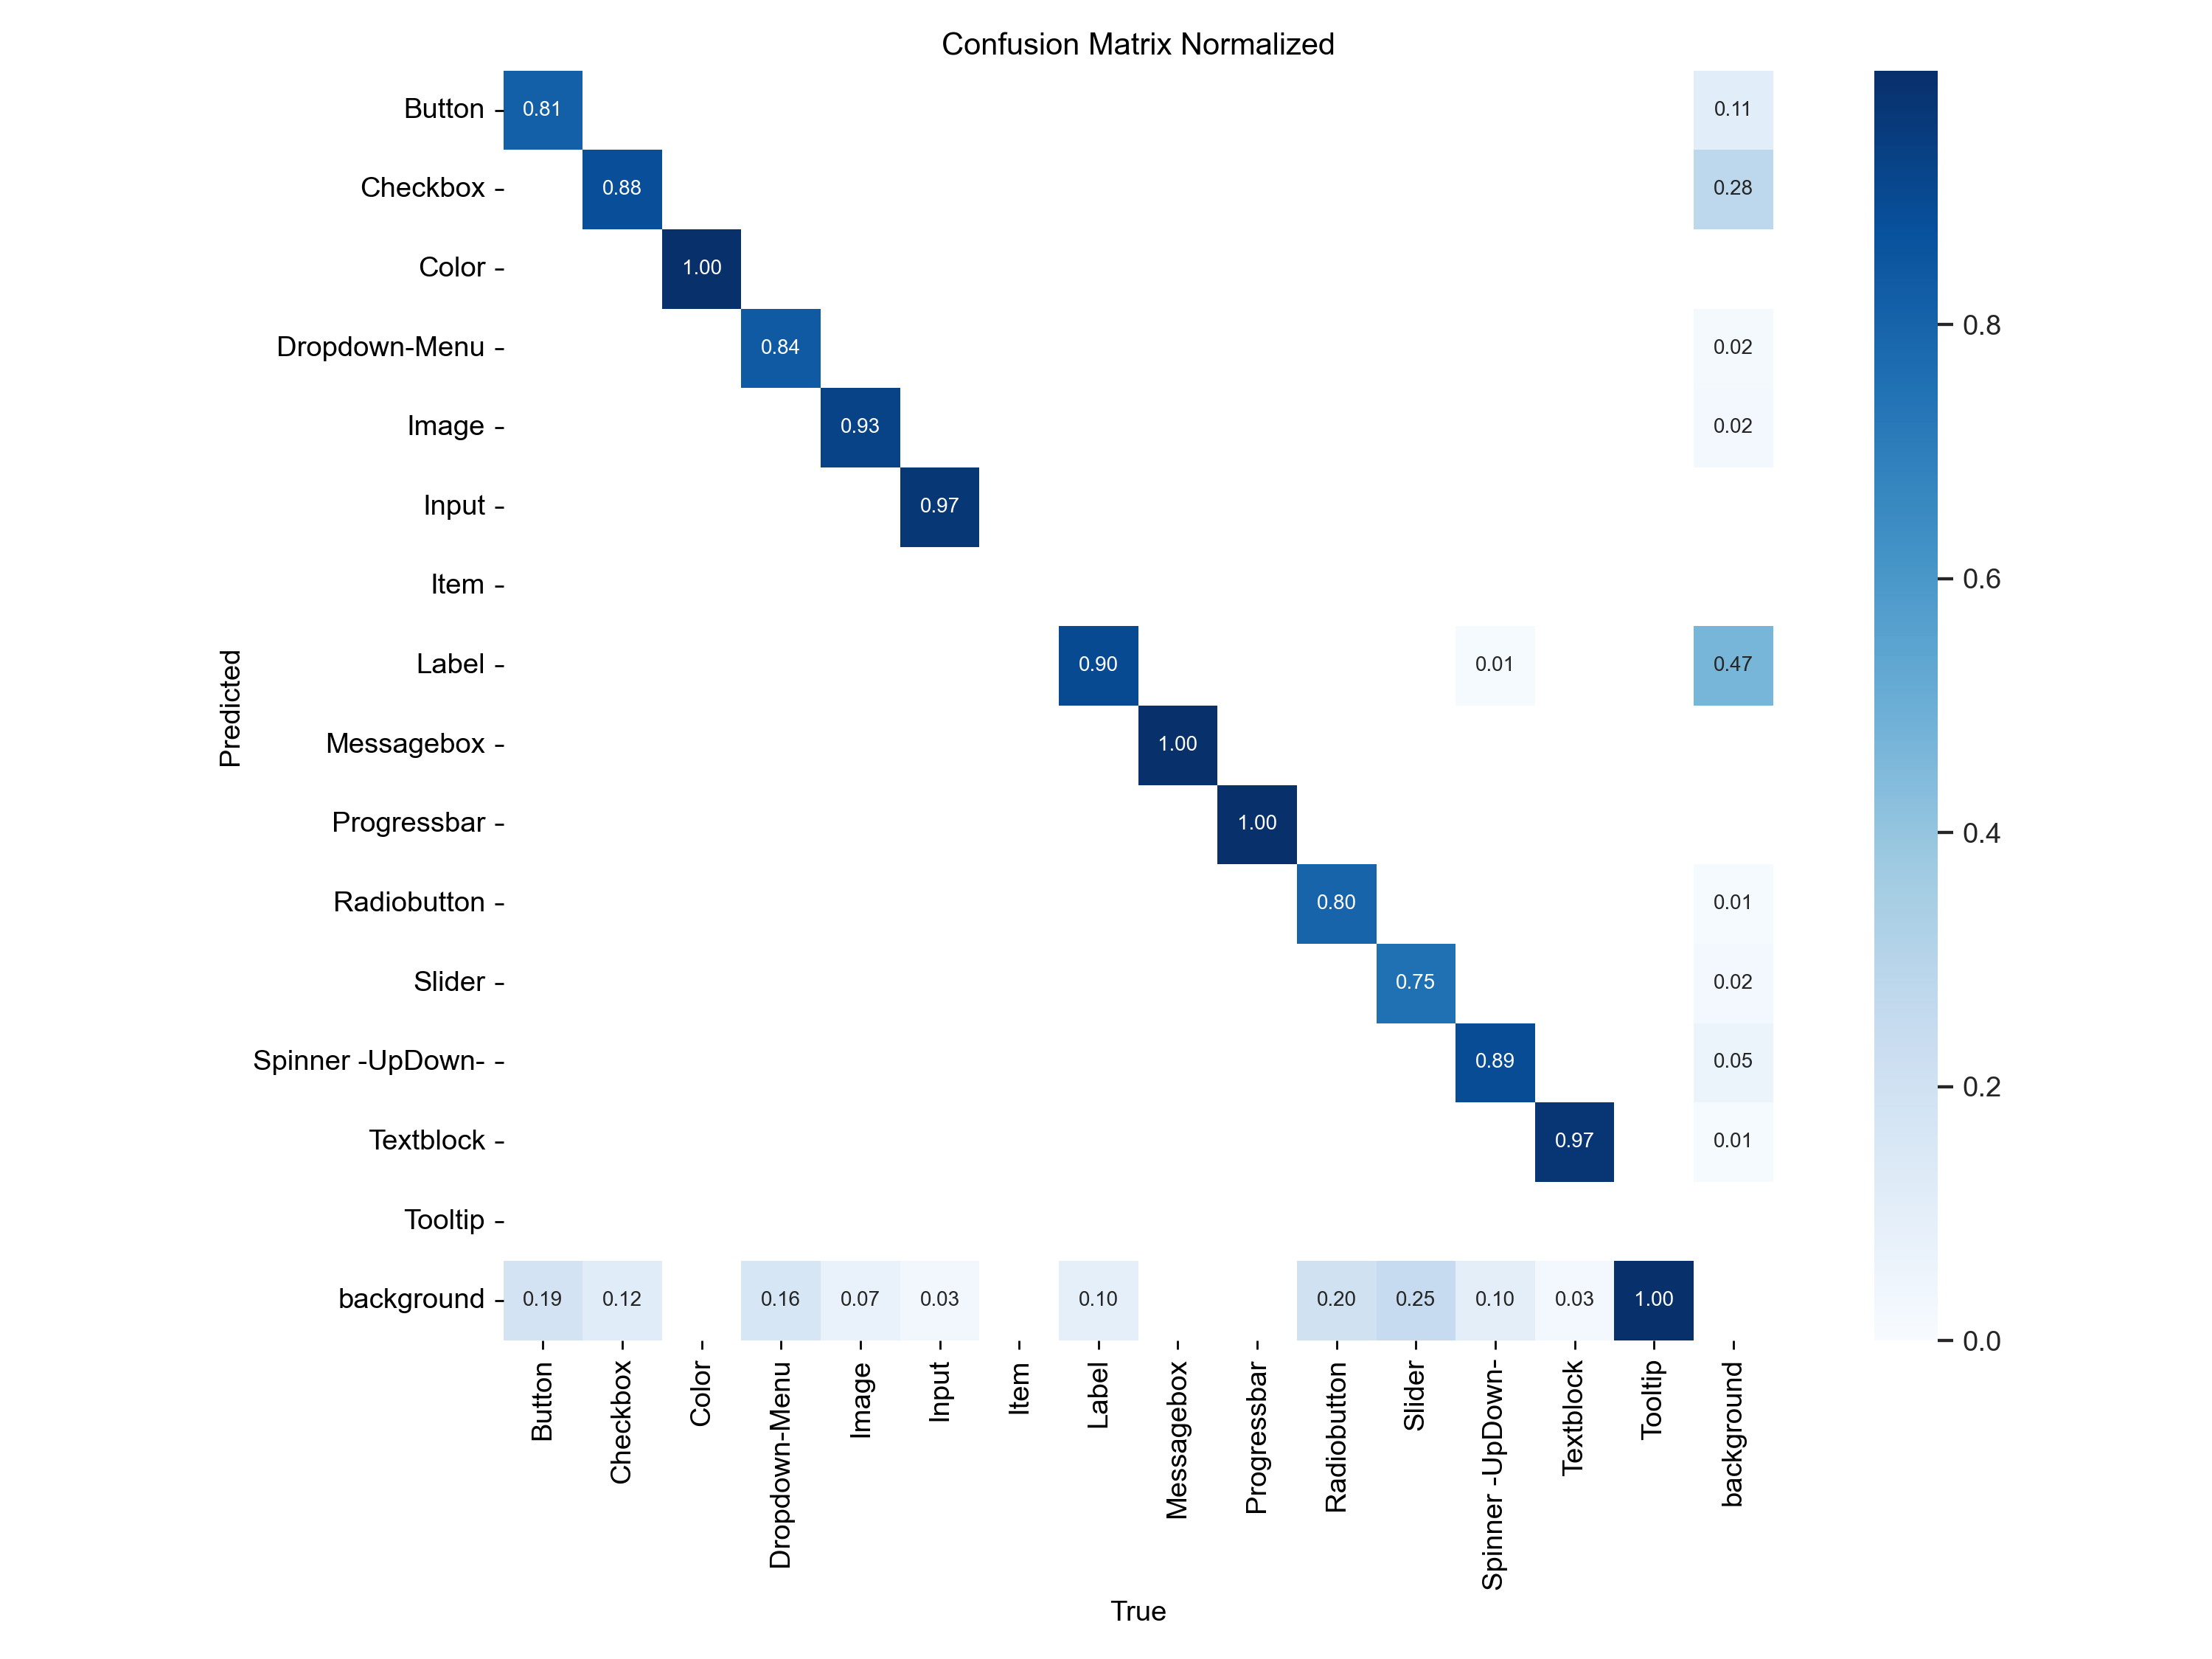 Confusion Matrix Normalized
Button 0.81 0.11
Checkbox 0.88 0.28
Color 1.00
Dropdown-Menu 0.84 0.02
Image 0.93 0.02
Input 0.97
Item
Label 0.90 0.01 0.47
Messagebox 1.00
Progressbar 1.00
Radiobutton 0.80 0.01
Slider 0.75 0.02
Spinner -UpDown- 0.89 0.05
Textblock 0.97 0.01
Tooltip
background 0.19 0.12 0.16 0.07 0.03 0.10 0.20 0.25 0.10 0.03 1.00
Predicted
Button
Checkbox
Color
Dropdown-Menu
Image
Input
Item
Label
Messagebox
Progressbar
Radiobutton
Slider
Spinner -UpDown-
Textblock
Tooltip
background
True
0.8
0.6
0.4
0.2
0.0